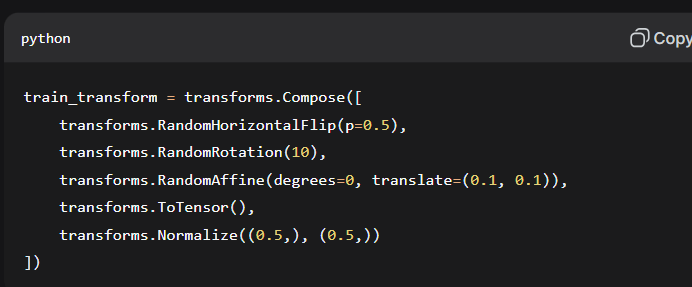 python
Copy
train_transform = transforms.Compose([
    transforms.RandomHorizontalFlip(p=0.5),
    transforms.RandomRotation(10),
    transforms.RandomAffine(degrees=0, translate=(0.1, 0.1)),
    transforms.ToTensor(),
    transforms.Normalize((0.5,), (0.5,))
])